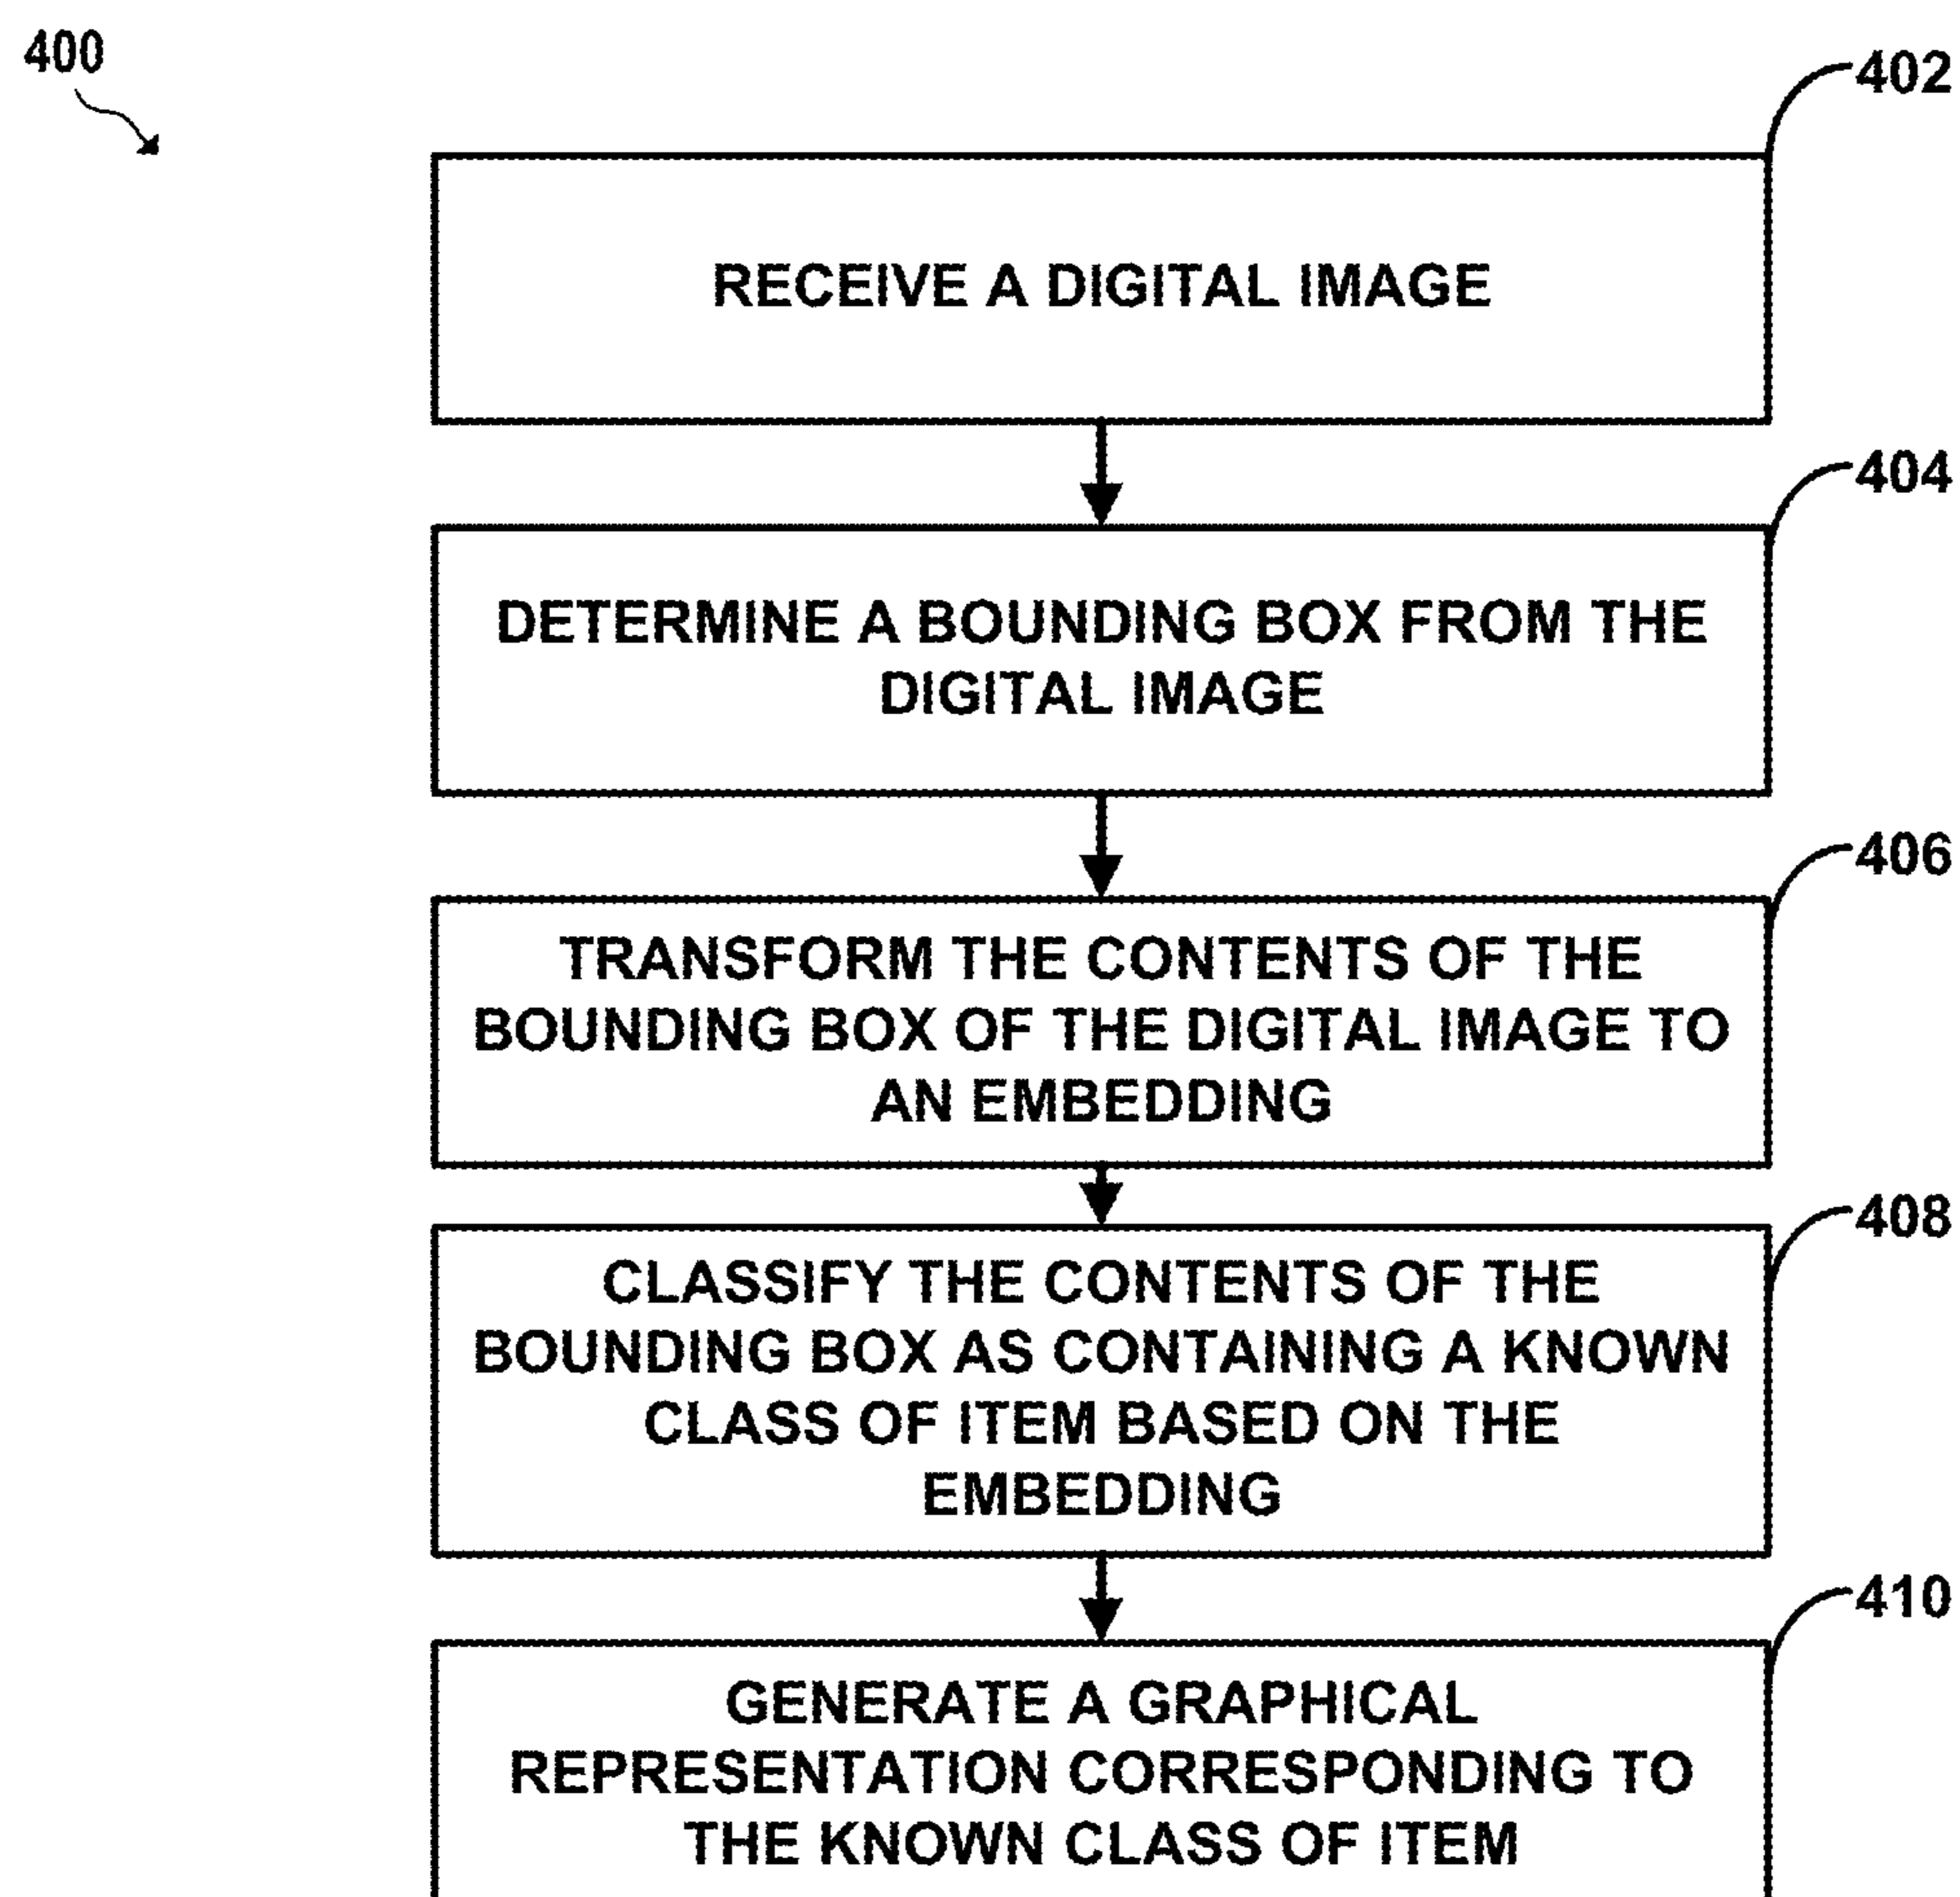 400
402
RECEIVE A DIGITAL IMAGE
404
DETERMINE A BOUNDING BOX FROM THE
DIGITAL IMAGE
406
TRANSFORM THE CONTENTS OF THE
BOUNDING BOX OF THE DIGITAL IMAGE TO
AN EMBEDDING
408
CLASSIFY THE CONTENTS OF THE
BOUNDING BOX AS CONTAINING A KNOWN
CLASS OF ITEM BASED ON THE
EMBEDDING
410
GENERATE A GRAPHICAL
REPRESENTATION CORRESPONDING TO
THE KNOWN CLASS OF ITEM